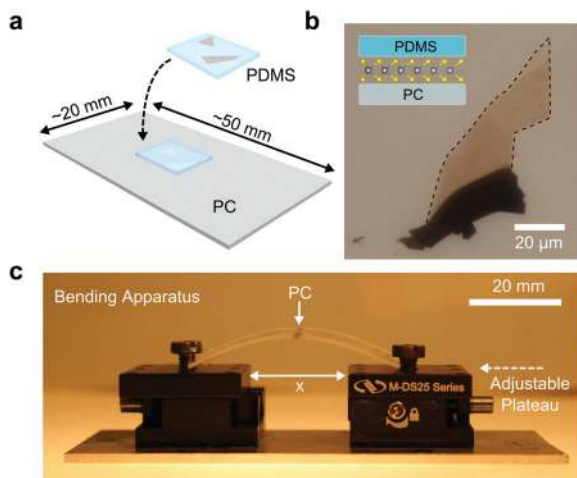 a
PDMS
~20 mm
~50 mm
PC
b
PDMS
PC
20 μm
c
Bending Apparatus
PC
20 mm
x
M-DS25 Series
Adjustable
Plateau